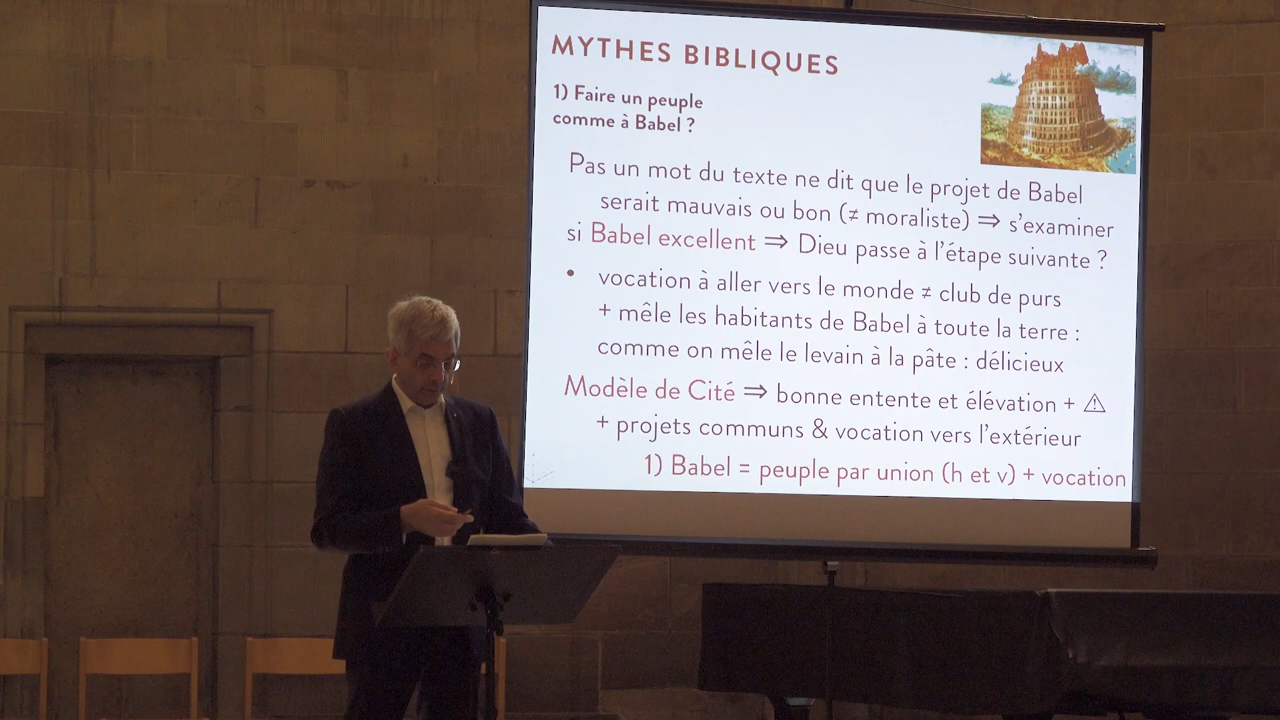 MYTHES BIBLIQUES
1) Faire un peuple
comme à Babel ?
Pas un mot du texte ne dit que le projet de Babel
serait mauvais ou bon (≠ moraliste) ⇒ s'examiner
si Babel excellent ⇒ Dieu passe à l'étape suivante ?
• vocation à aller vers le monde ≠ club de purs
+ mêle les habitants de Babel à toute la terre :
comme on mêle le levain à la pâte : délicieux
Modèle de Cité ⇒ bonne entente et élévation + ⚠
+ projets communs & vocation vers l'extérieur
1) Babel = peuple par union (h et v) + vocation